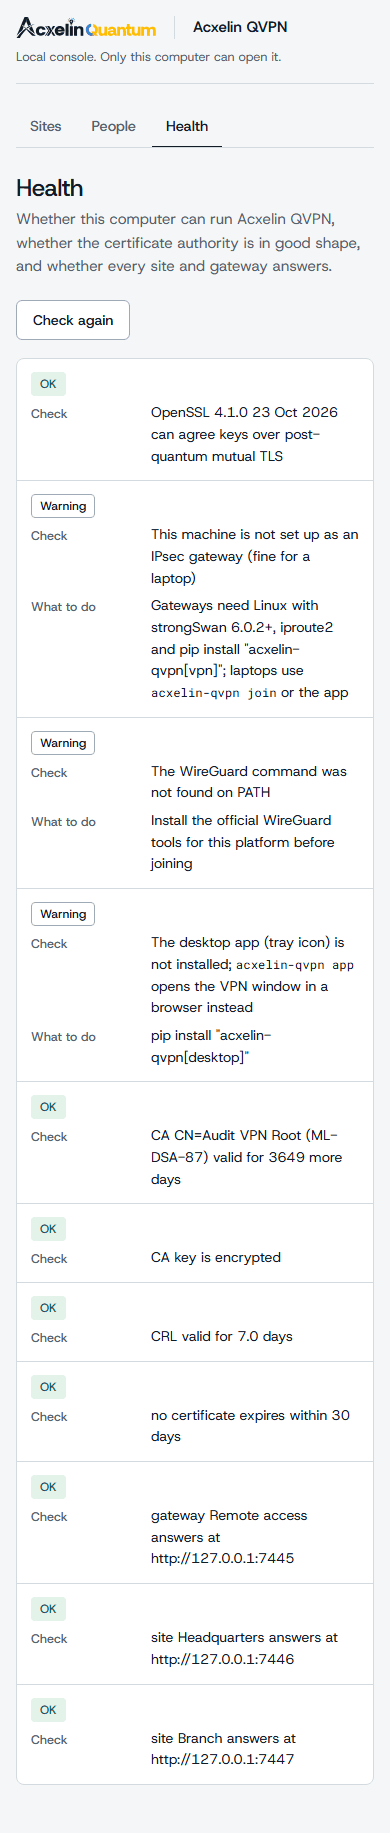 Acxelin Quantum
Acxelin QVPN
Local console. Only this computer can open it.
Sites
People
Health
Health
Whether this computer can run Acxelin QVPN,
whether the certificate authority is in good shape,
and whether every site and gateway answers.
Check again
OK
Check
OpenSSL 4.1.0 23 Oct 2026
can agree keys over post-
quantum mutual TLS
Warning
Check
This machine is not set up as an
IPsec gateway (fine for a
laptop)
What to do
Gateways need Linux with
strongSwan 6.0.2+, iproute2
and pip install "acxelin-
qvpn[vpn]"; laptops use
acxelin-qvpn join or the app
Warning
Check
The WireGuard command was
not found on PATH
What to do
Install the official WireGuard
tools for this platform before
joining
Warning
Check
The desktop app (tray icon) is
not installed; acxelin-qvpn app
opens the VPN window in a
browser instead
What to do
pip install "acxelin-
qvpn[desktop]"
OK
Check
CA CN=Audit VPN Root (ML-
DSA-87) valid for 3649 more
days
OK
Check
CA key is encrypted
OK
Check
CRL valid for 7.0 days
OK
Check
no certificate expires within 30
days
OK
Check
gateway Remote access
answers at
http://127.0.0.1:7445
OK
Check
site Headquarters answers at
http://127.0.0.1:7446
OK
Check
site Branch answers at
http://127.0.0.1:7447